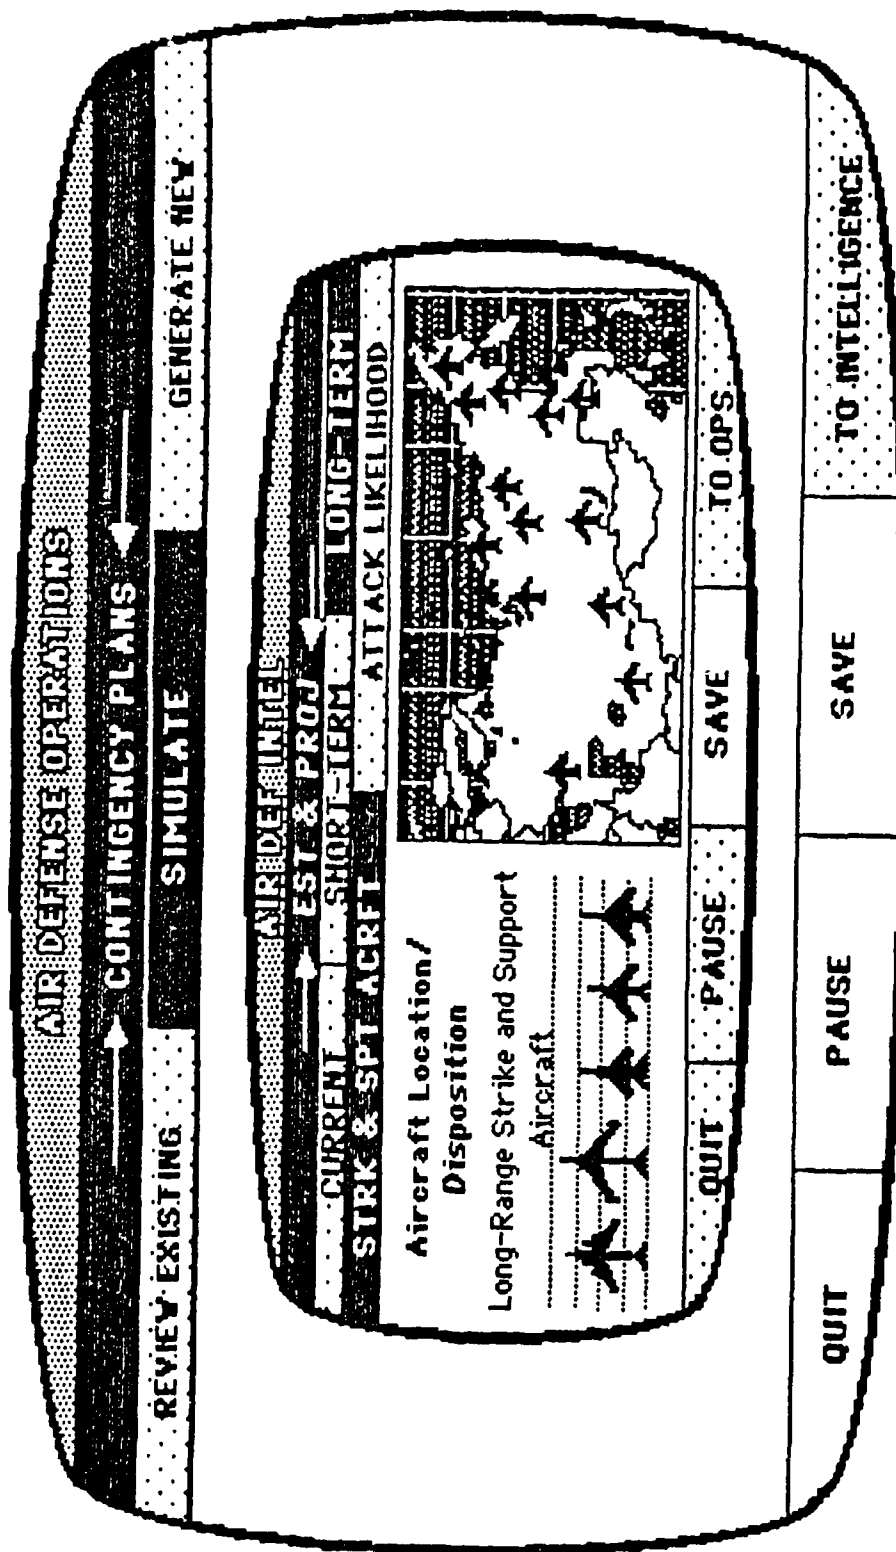 AIR DEFENSE OPERATIONS
CONTINGENCY PLANS
REVIEW EXISTING SIMULATE GENERATE NEW
AIR DEF INTEL
EST & PROJ
CURRENT SHORT-TERM LONG-TERM
STRK & SPT ACRFT ATTACK LIKELIHOOD
Aircraft Location/
Disposition
Long-Range Strike and Support
Aircraft
QUIT PAUSE SAVE TO OPS
QUIT PAUSE SAVE TO INTELLIGENCE